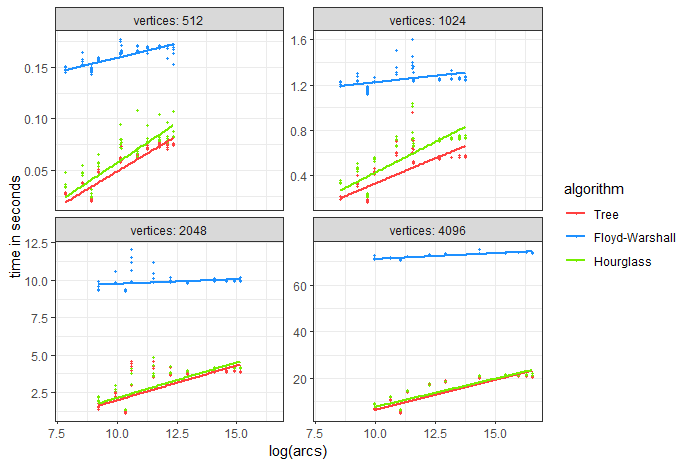 vertices: 512
vertices: 1024
0.15
0.10
0.05
1.6
1.2
0.8
0.4
time in seconds
vertices: 2048
vertices: 4096
12.5
10.0
7.5
5.0
2.5
60
40
20
7.5
10.0
12.5
15.0
7.5
10.0
12.5
15.0
log(arcs)
algorithm
Tree
Floyd-Warshall
Hourglass